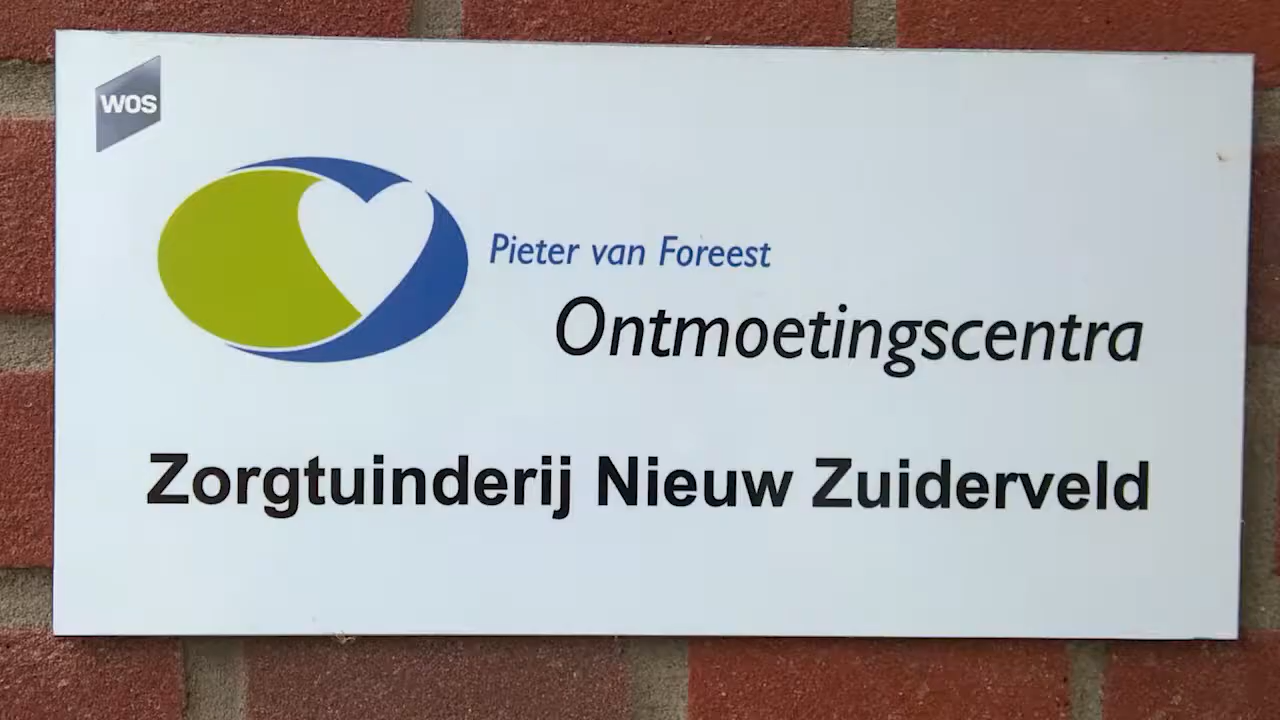 WOS
Pieter van Foreest
Ontmoetingscentra
Zorgtuinderij Nieuw Zuiderveld